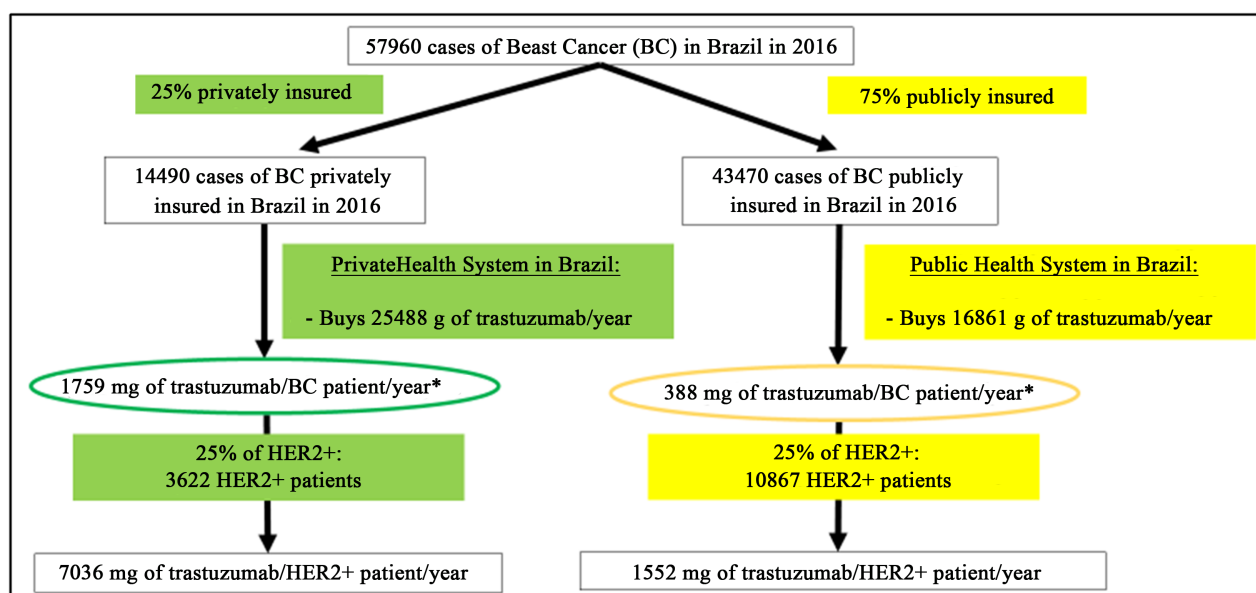 57960 cases of Beast Cancer (BC) in Brazil in 2016
25% privately insured
75% publicly insured
14490 cases of BC privately
insured in Brazil in 2016
43470 cases of BC publicly
insured in Brazil in 2016
PrivateHealth System in Brazil:
- Buys 25488 g of trastuzumab/year
Public Health System in Brazil:
- Buys 16861 g of trastuzumab/year
1759 mg of trastuzumab/BC patient/year*
388 mg of trastuzumab/BC patient/year*
25% of HER2+:
3622 HER2+ patients
25% of HER2+:
10867 HER2+ patients
7036 mg of trastuzumab/HER2+ patient/year
1552 mg of trastuzumab/HER2+ patient/year